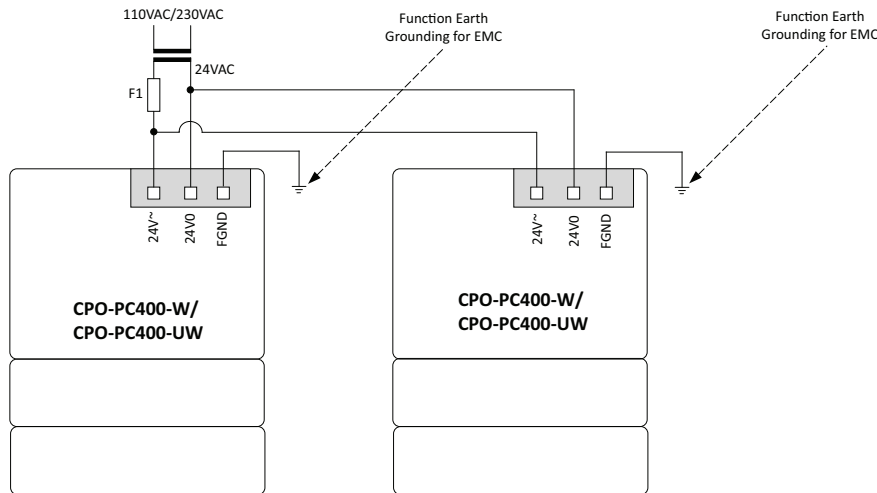 110VAC/230VAC
Function Earth
Grounding for EMC
Function Earth
Grounding for EMC
24VAC
F1
24V~
24V0
FGND
24V~
24V0
FGND
CPO-PC400-W/
CPO-PC400-UW
CPO-PC400-W/
CPO-PC400-UW